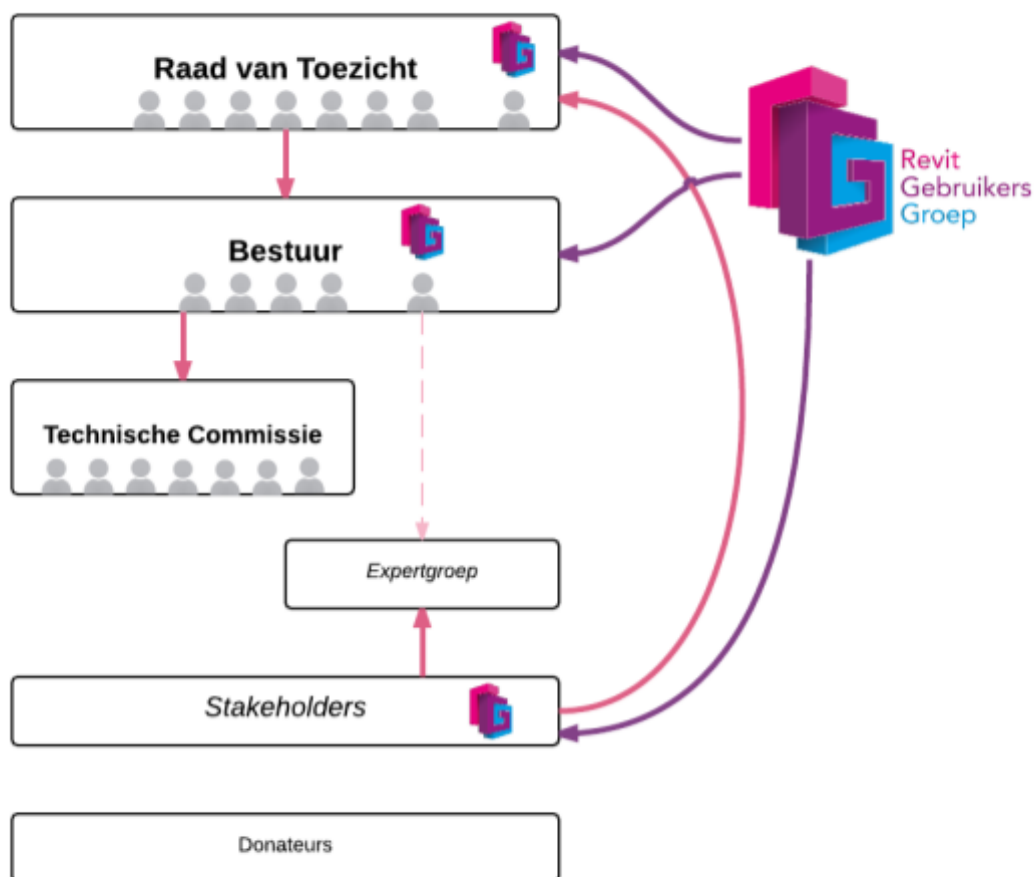 Raad van Toezicht
Revit
Gebruikers
Groep
Bestuur
Technische Commissie
Expertgroep
Stakeholders
Donateurs